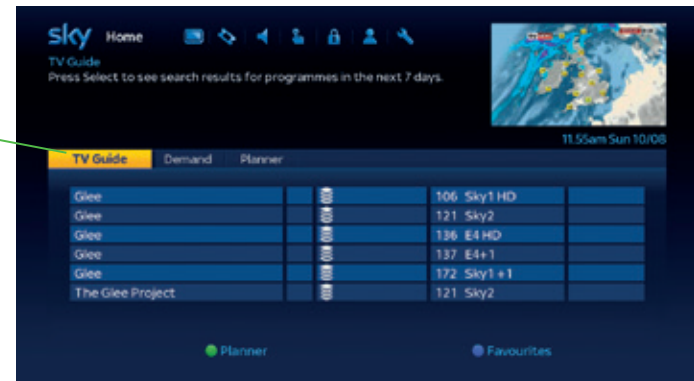 sky Home
TV Guide
Press Select to see search results for programmes in the next 7 days.
11.55am Sun 10/08
TV Guide Demand Planner
Glee 106 Sky1 HD
Glee 121 Sky2
Glee 136 E4 HD
Glee 137 E4+1
Glee 172 Sky1 +1
The Glee Project 121 Sky2
Planner Favourites